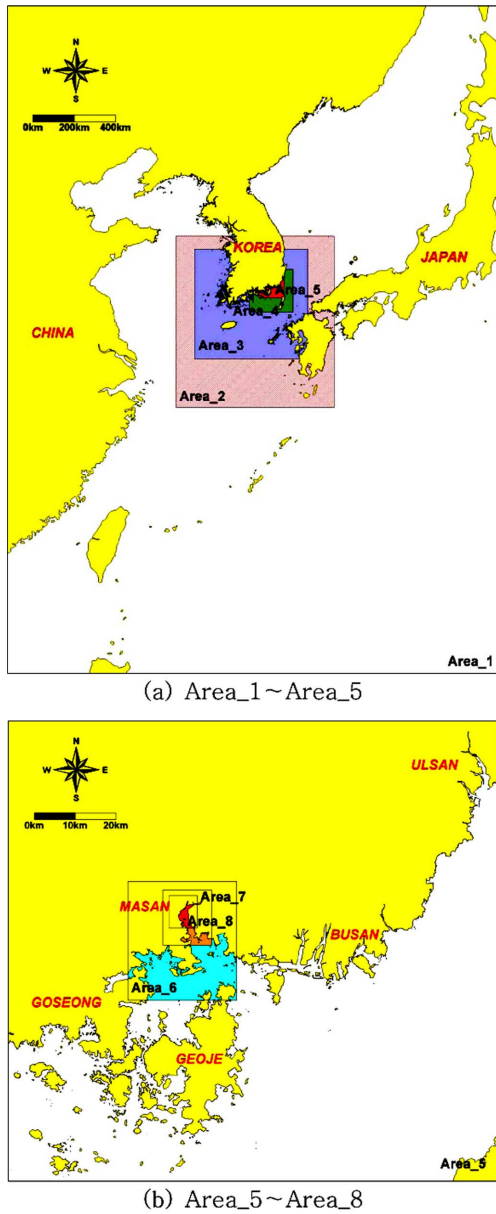 N
W E
S
0km 200km 400km
KOREA
JAPAN
Area_5
Area_4
CHINA
Area_3
Area_2
Area_1
(a) Area_1~Area_5
N
W E
S
0km 10km 20km
ULSAN
Area_7
MASAN
Area_8
BUSAN
Area_6
GOSEONG
GEOJE
Area_5
(b) Area_5~Area_8